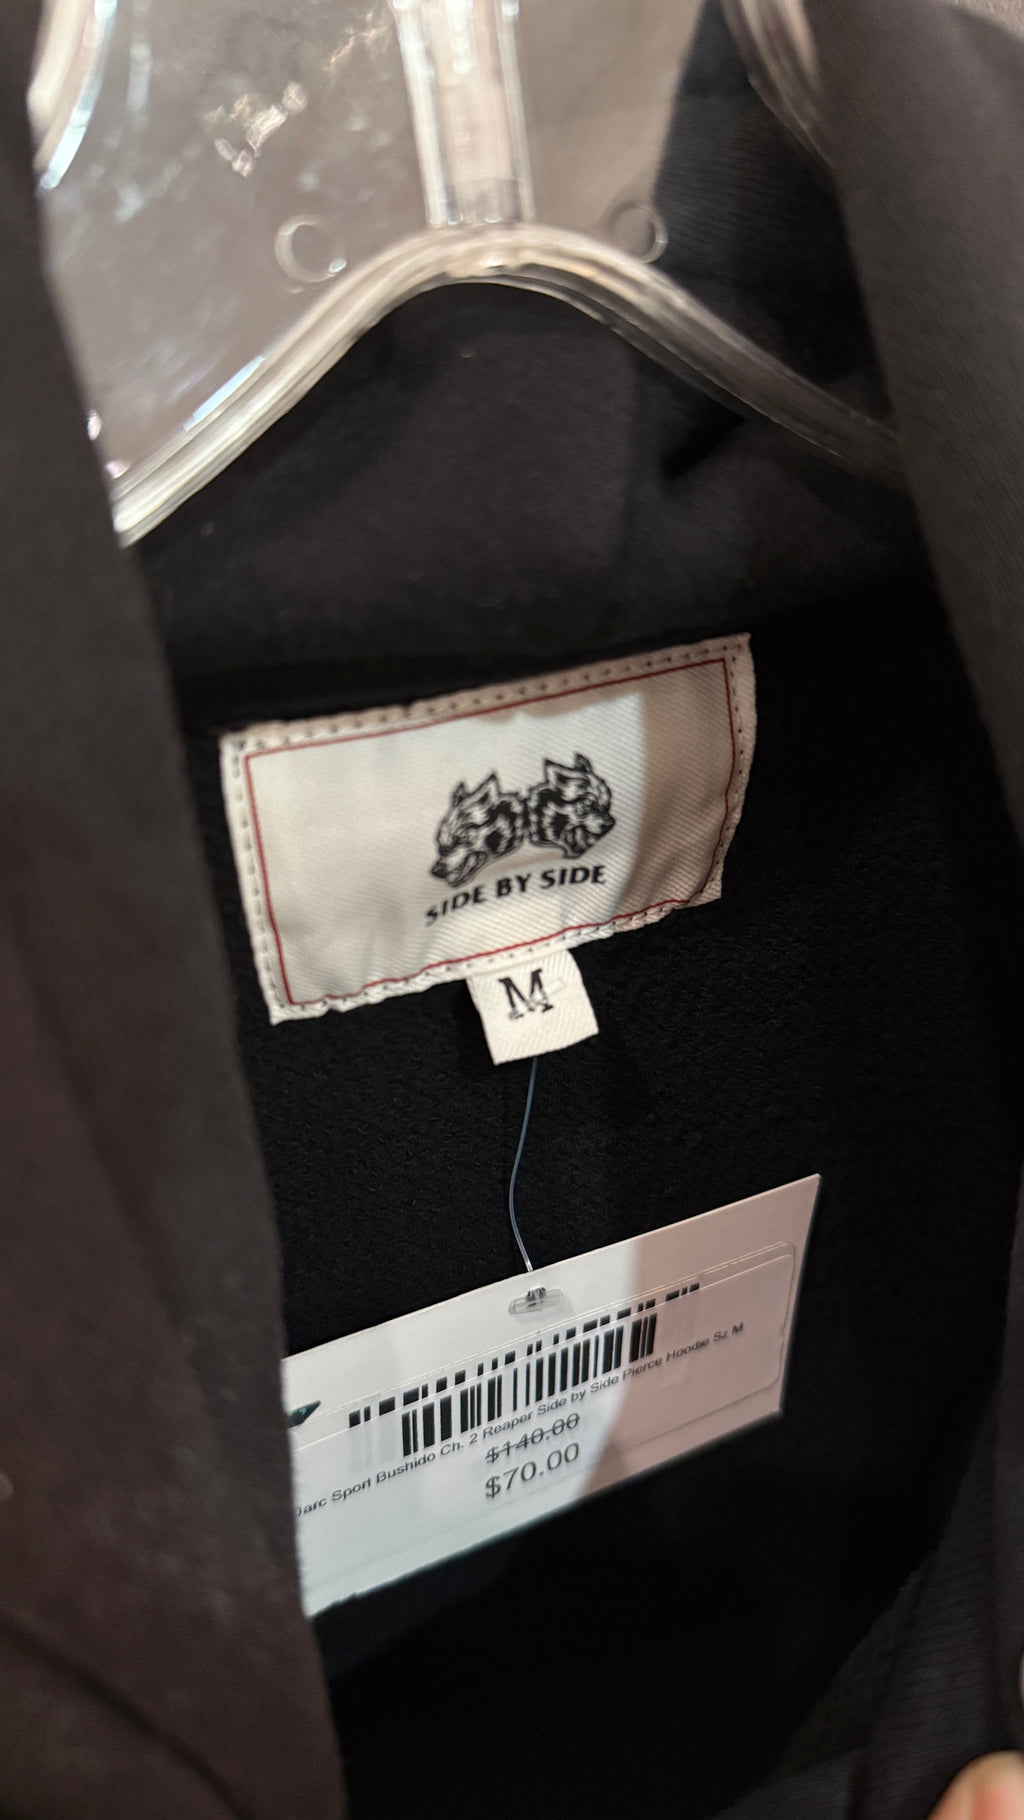 SIDE BY SIDE
M
Darc Sport Bushido Ch. 2 Reaper Side by Side Pierce Hoodie Sz M
$140.00
$70.00